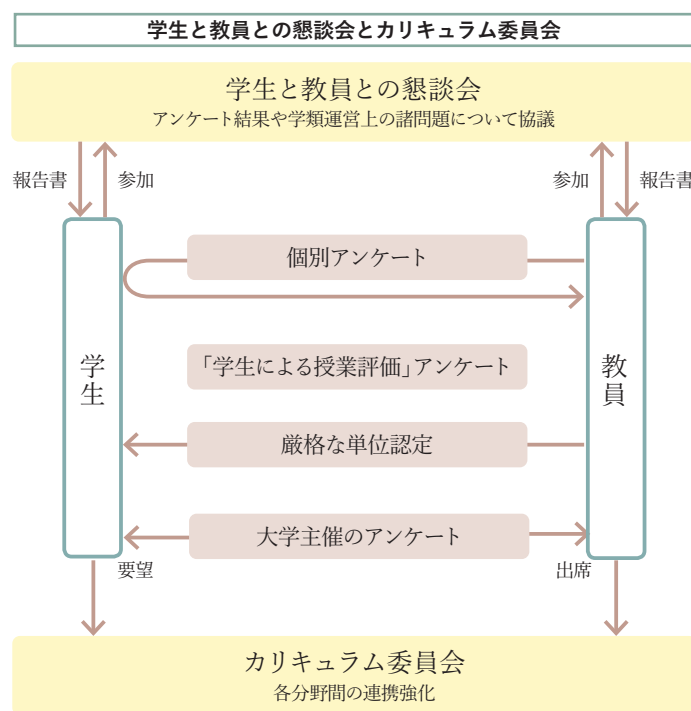 学生と教員との懇談会とカリキュラム委員会
学生と教員との懇談会
アンケート結果や学類運営上の諸問題について協議
報告書
参加
参加
報告書
個別アンケート
学生
「学生による授業評価」アンケート
教員
厳格な単位認定
大学主催のアンケート
要望
出席
カリキュラム委員会
各分野間の連携強化